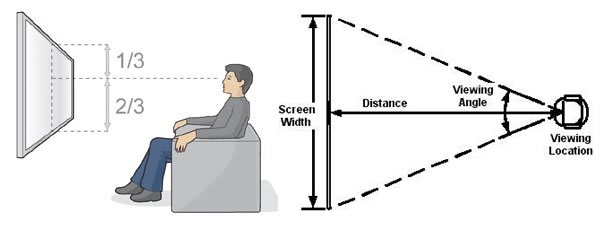 1/3
2/3
Screen
Width
Distance
Viewing
Angle
Viewing
Location